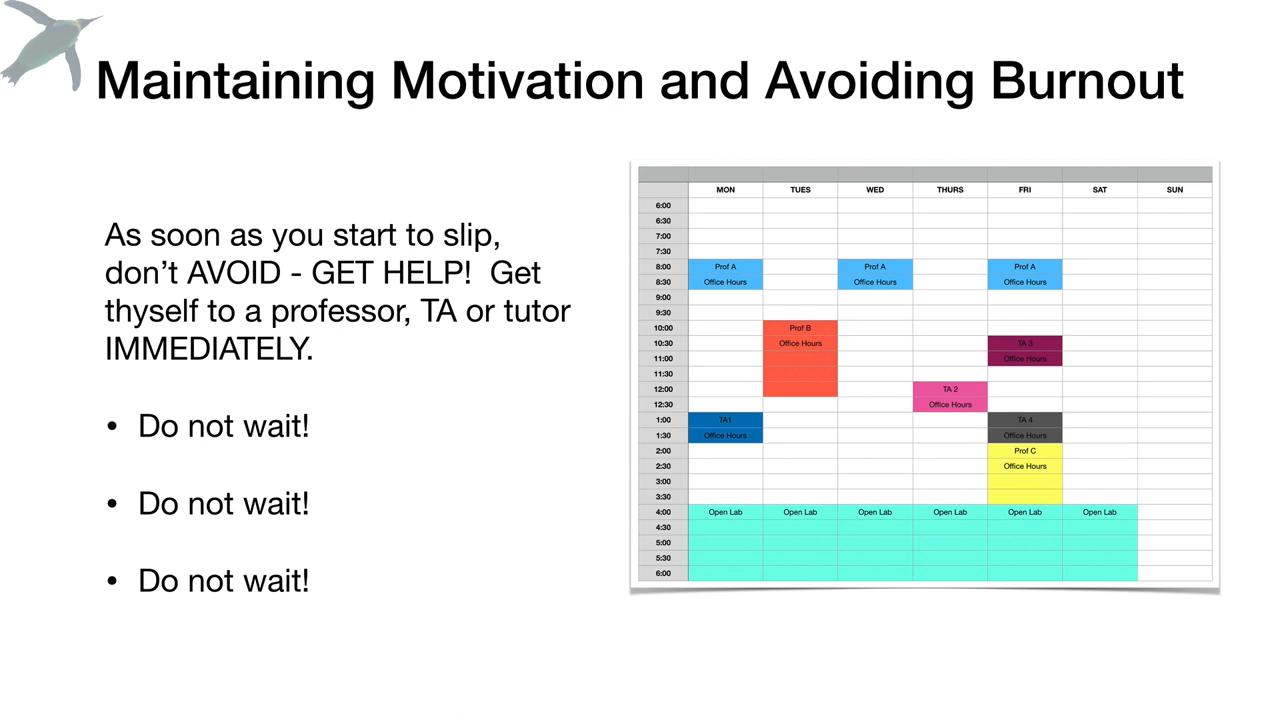 Maintaining Motivation and Avoiding Burnout
As soon as you start to slip,
don’t AVOID - GET HELP!  Get
thyself to a professor, TA or tutor
IMMEDIATELY.
• Do not wait!
• Do not wait!
• Do not wait!
MON TUES WED THURS FRI SAT SUN
6:00
6:30
7:00
7:30
8:00 Prof A Prof A Prof A
8:30 Office Hours Office Hours Office Hours
9:00
9:30
10:00 Prof B
10:30 Office Hours TA 3
11:00 Office Hours
11:30
12:00 TA 2
12:30 Office Hours
1:00 TA1 TA 4
1:30 Office Hours Office Hours
2:00 Prof C
2:30 Office Hours
3:00
3:30
4:00 Open Lab Open Lab Open Lab Open Lab Open Lab Open Lab
4:30
5:00
5:30
6:00